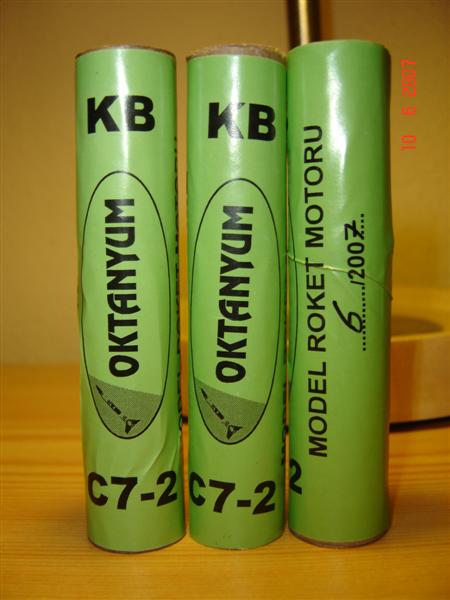 KB
OKTANYUM
C7-2
KB
OKTANYUM
C7-2
MODEL ROKET MOTORU
6/2007
2
10 6 2007